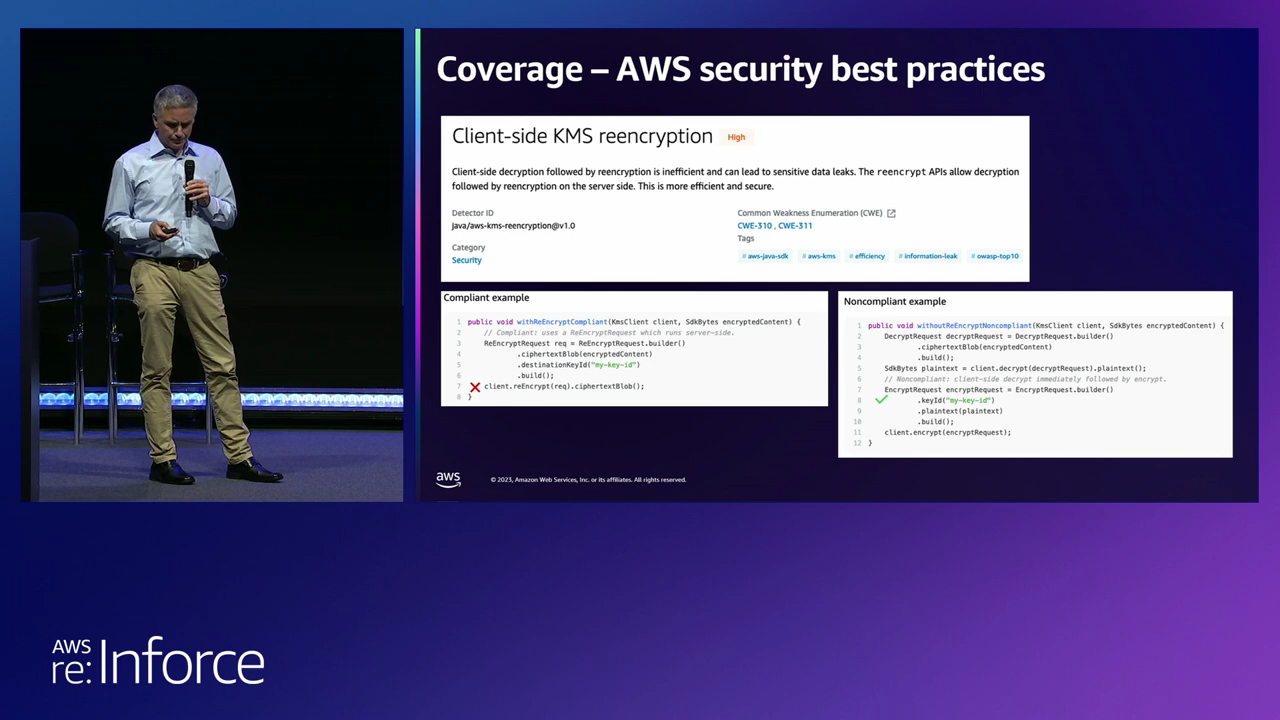 Coverage – AWS security best practices
Client-side KMS reencryption High
Client-side decryption followed by reencryption is inefficient and can lead to sensitive data leaks. The reencrypt APIs allow decryption
followed by reencryption on the server side. This is more efficient and secure.
Detector ID
java/aws-kms-reencryption@v1.0
Category
Security
Common Weakness Enumeration (CWE)
CWE-310 , CWE-311
Tags
# aws-java-sdk # aws-kms # efficiency # information-leak # owasp-top10
Compliant example
1 public void withReEncryptCompliant(KmsClient client, SdkBytes encryptedContent) {
2 // Compliant: uses a ReEncryptRequest which runs server-side.
3 ReEncryptRequest req = ReEncryptRequest.builder()
4 .ciphertextBlob(encryptedContent)
5 .destinationKeyId("my-key-id")
6 .build();
7 client.reEncrypt(req).ciphertextBlob();
8 }
Noncompliant example
1 public void withoutReEncryptNoncompliant(KmsClient client, SdkBytes encryptedContent) {
2 DecryptRequest decryptRequest = DecryptRequest.builder()
3 .ciphertextBlob(encryptedContent)
4 .build();
5 SdkBytes plaintext = client.decrypt(decryptRequest).plaintext();
6 // Noncompliant: client-side decrypt immediately followed by encrypt.
7 EncryptRequest encryptRequest = EncryptRequest.builder()
8 .keyId("my-key-id")
9 .plaintext(plaintext)
10 .build();
11 client.encrypt(encryptRequest);
12 }
aws
© 2023, Amazon Web Services, Inc. or its affiliates. All rights reserved.
AWS
re:Inforce